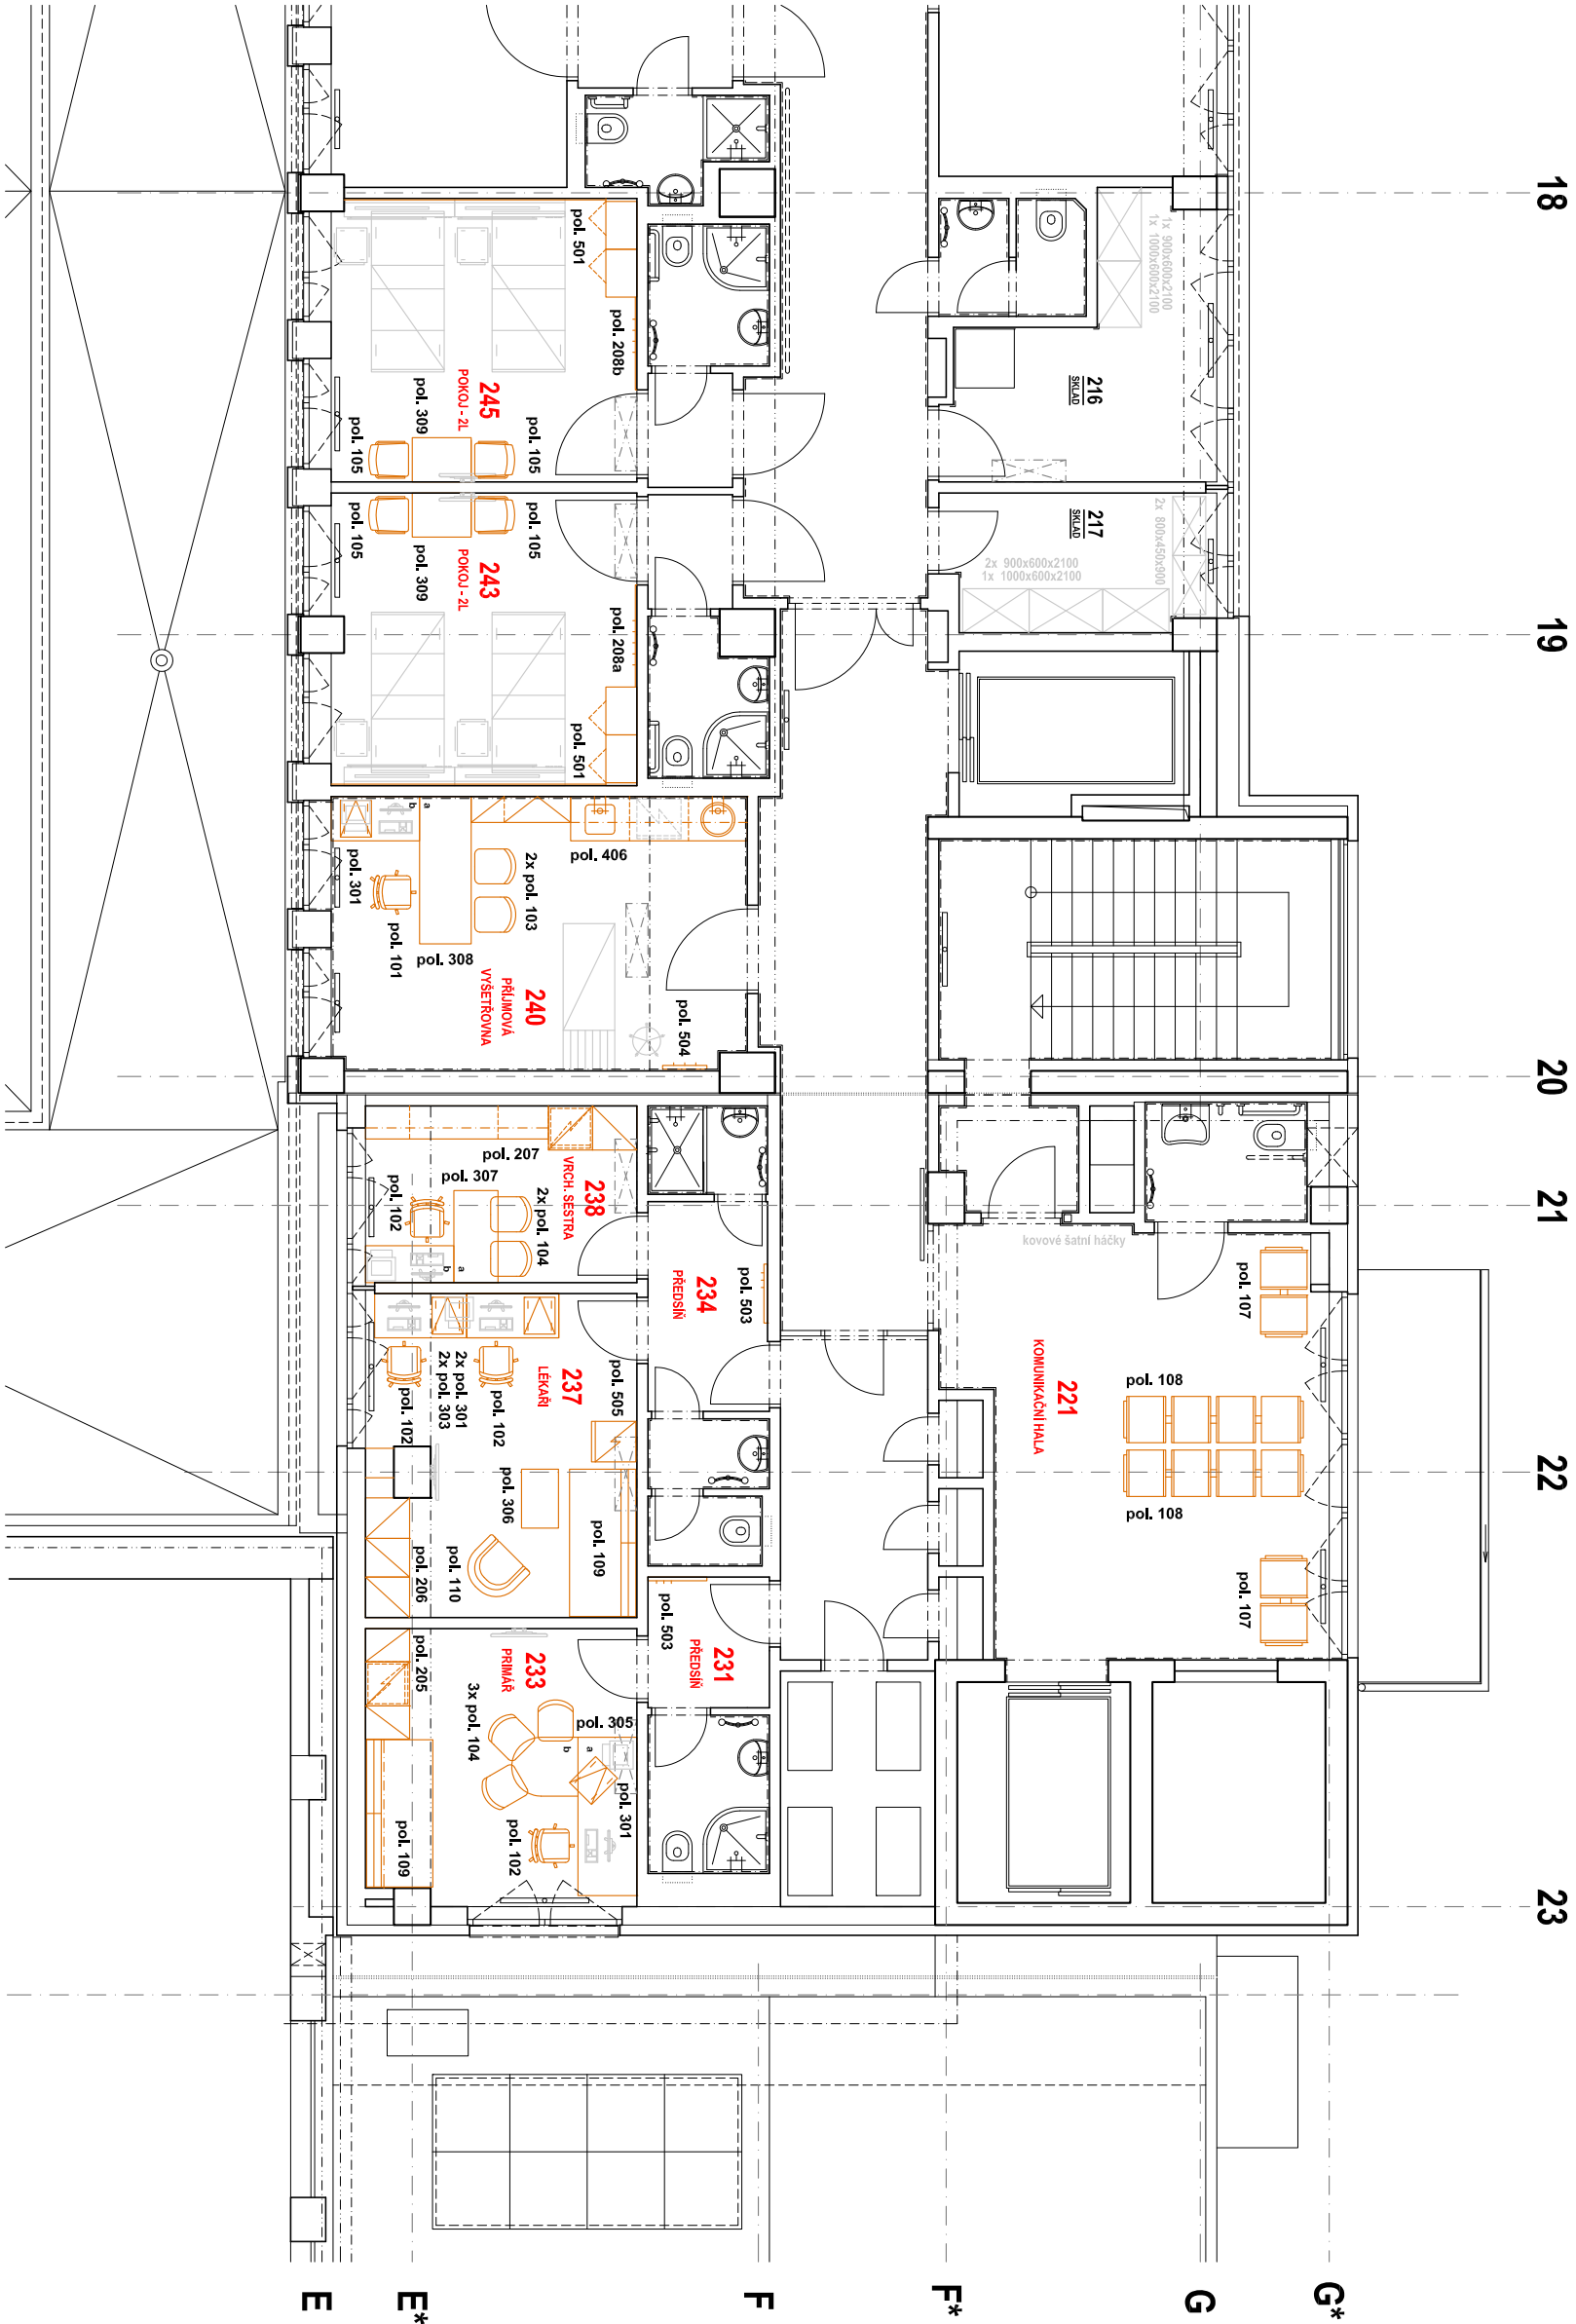 18
19
20
21
22
23
E
E*
F
F*
G
G*
1x 900x600x2100
1x 1000x600x2100
216
SKLAD
217
SKLAD
2x 800x450x900
2x 900x600x2100
1x 1000x600x2100
pol. 501
pol. 208b
245
POKOJ - 2L
pol. 309
pol. 105
pol. 105
pol. 105
pol. 105
243
POKOJ - 2L
pol. 309
pol. 208a
pol. 501
a
b
pol. 406
2x pol. 103
pol. 301
pol. 101
pol. 308
240
PŘÍJMOVÁ
VYŠETŘOVNA
pol. 504
pol. 207
pol. 307
238
VRCH. SESTRA
pol. 102
2x pol. 104
a
b
234
PŘEDSÍŇ
pol. 503
kovové šatní háčky
pol. 107
221
KOMUNIKAČNÍ HALA
pol. 108
pol. 108
pol. 107
237
LÉKAŘI
pol. 505
2x pol. 301
2x pol. 303
pol. 102
pol. 102
pol. 306
pol. 109
pol. 110
pol. 206
pol. 503
231
PŘEDSÍŇ
233
PRIMÁŘ
pol. 205
3x pol. 104
pol. 305
a
b
pol. 301
pol. 102
pol. 109